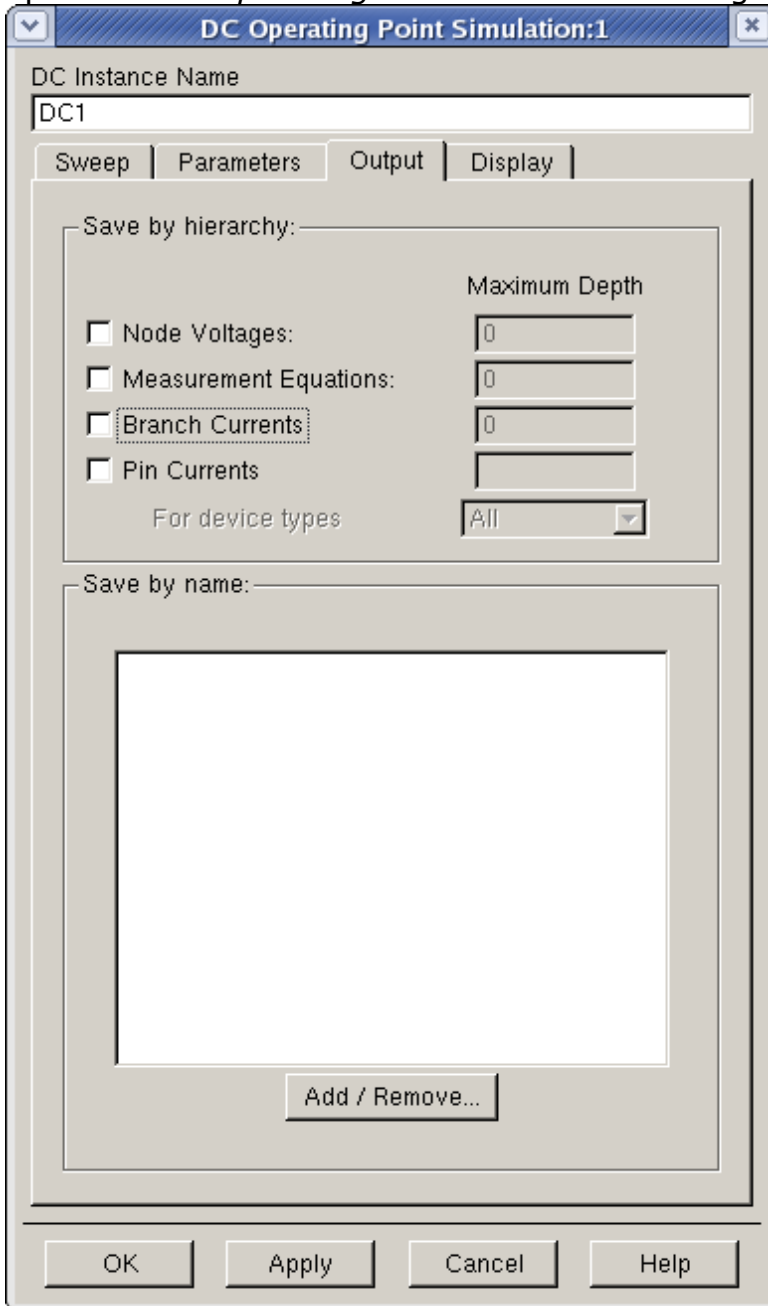 DC Operating Point Simulation:1
DC Instance Name
DC1
Sweep Parameters Output Display
Save by hierarchy:
Maximum Depth
Node Voltages: 0
Measurement Equations: 0
Branch Currents 0
Pin Currents
For device types All
Save by name:
Add / Remove...
OK Apply Cancel Help